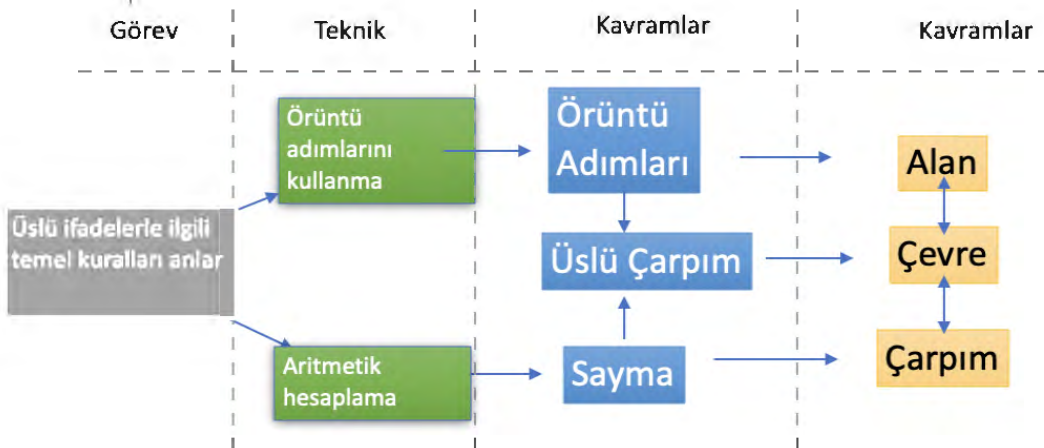 Görev
Teknik
Kavramlar
Kavramlar
Üslü ifadelerle ilgili
temel kuralları anlar
Örüntü
adımlarını
kullanma
Aritmetik
hesaplama
Örüntü
Adımları
Üslü Çarpım
Sayma
Alan
Çevre
Çarpım